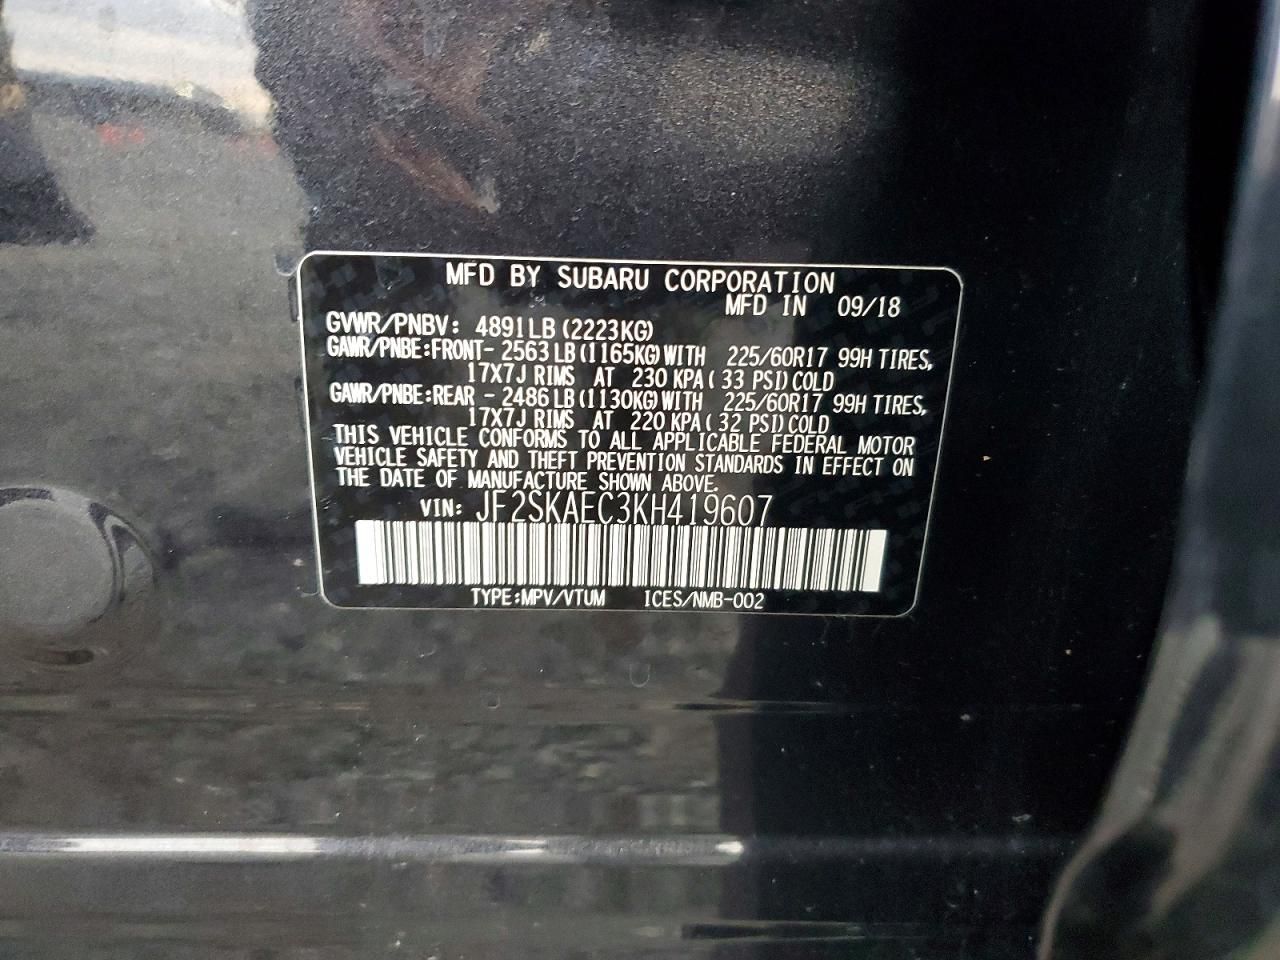 MFD BY SUBARU CORPORATION
MFD IN 09/18
GVWR/PNBV: 4891LB (2223KG)
GAWR/PNBE:FRONT- 2563LB (1165KG) WITH 225/60R17 99H TIRES,
17X7J RIMS AT 230 KPA ( 33 PSI) COLD
GAWR/PNBE:REAR - 2486LB (1130KG) WITH 225/60R17 99H TIRES,
17X7J RIMS AT 220 KPA ( 32 PSI) COLD
THIS VEHICLE CONFORMS TO ALL APPLICABLE FEDERAL MOTOR
VEHICLE SAFETY AND THEFT PREVENTION STANDARDS IN EFFECT ON
THE DATE OF MANUFACTURE SHOWN ABOVE.
VIN: JF2SKAEC3KH419607
TYPE:MPV/VTUM ICES/NMB-002